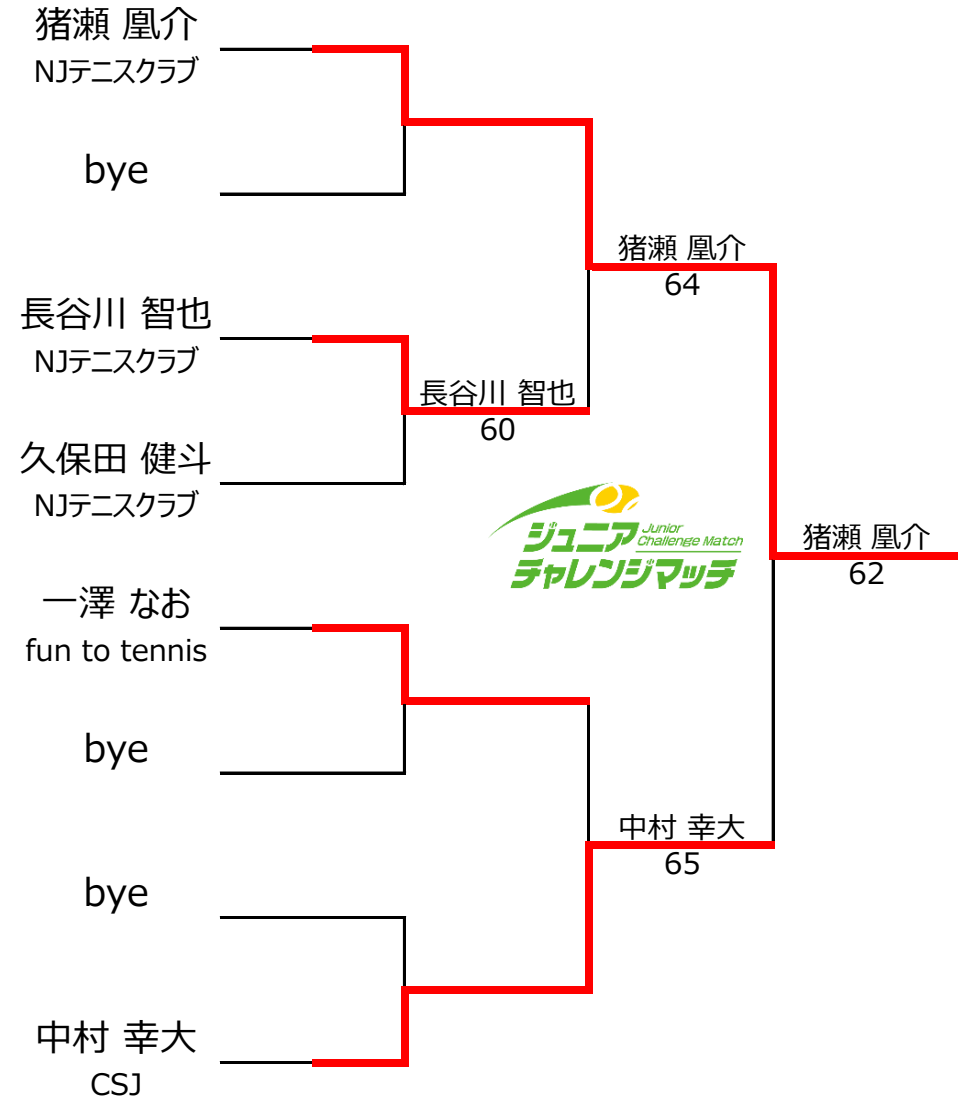 猪瀬 凰介
NJテニスクラブ
bye
猪瀬 凰介
64
長谷川 智也
NJテニスクラブ
長谷川 智也
60
久保田 健斗
NJテニスクラブ
ジュニア
Junior
Challenge Match
チャレンジマッチ
猪瀬 凰介
62
一澤 なお
fun to tennis
bye
中村 幸大
65
bye
中村 幸大
CSJ